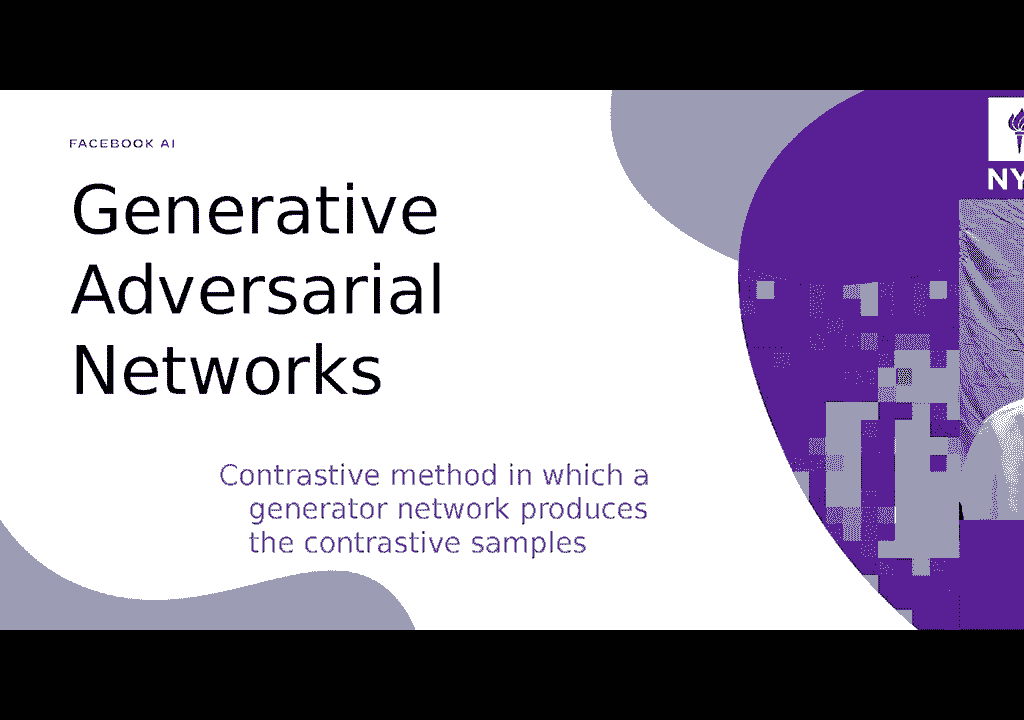 FACEBOOK AI
Generative
Adversarial
Networks
Contrastive method in which a
generator network produces
the contrastive samples
NY